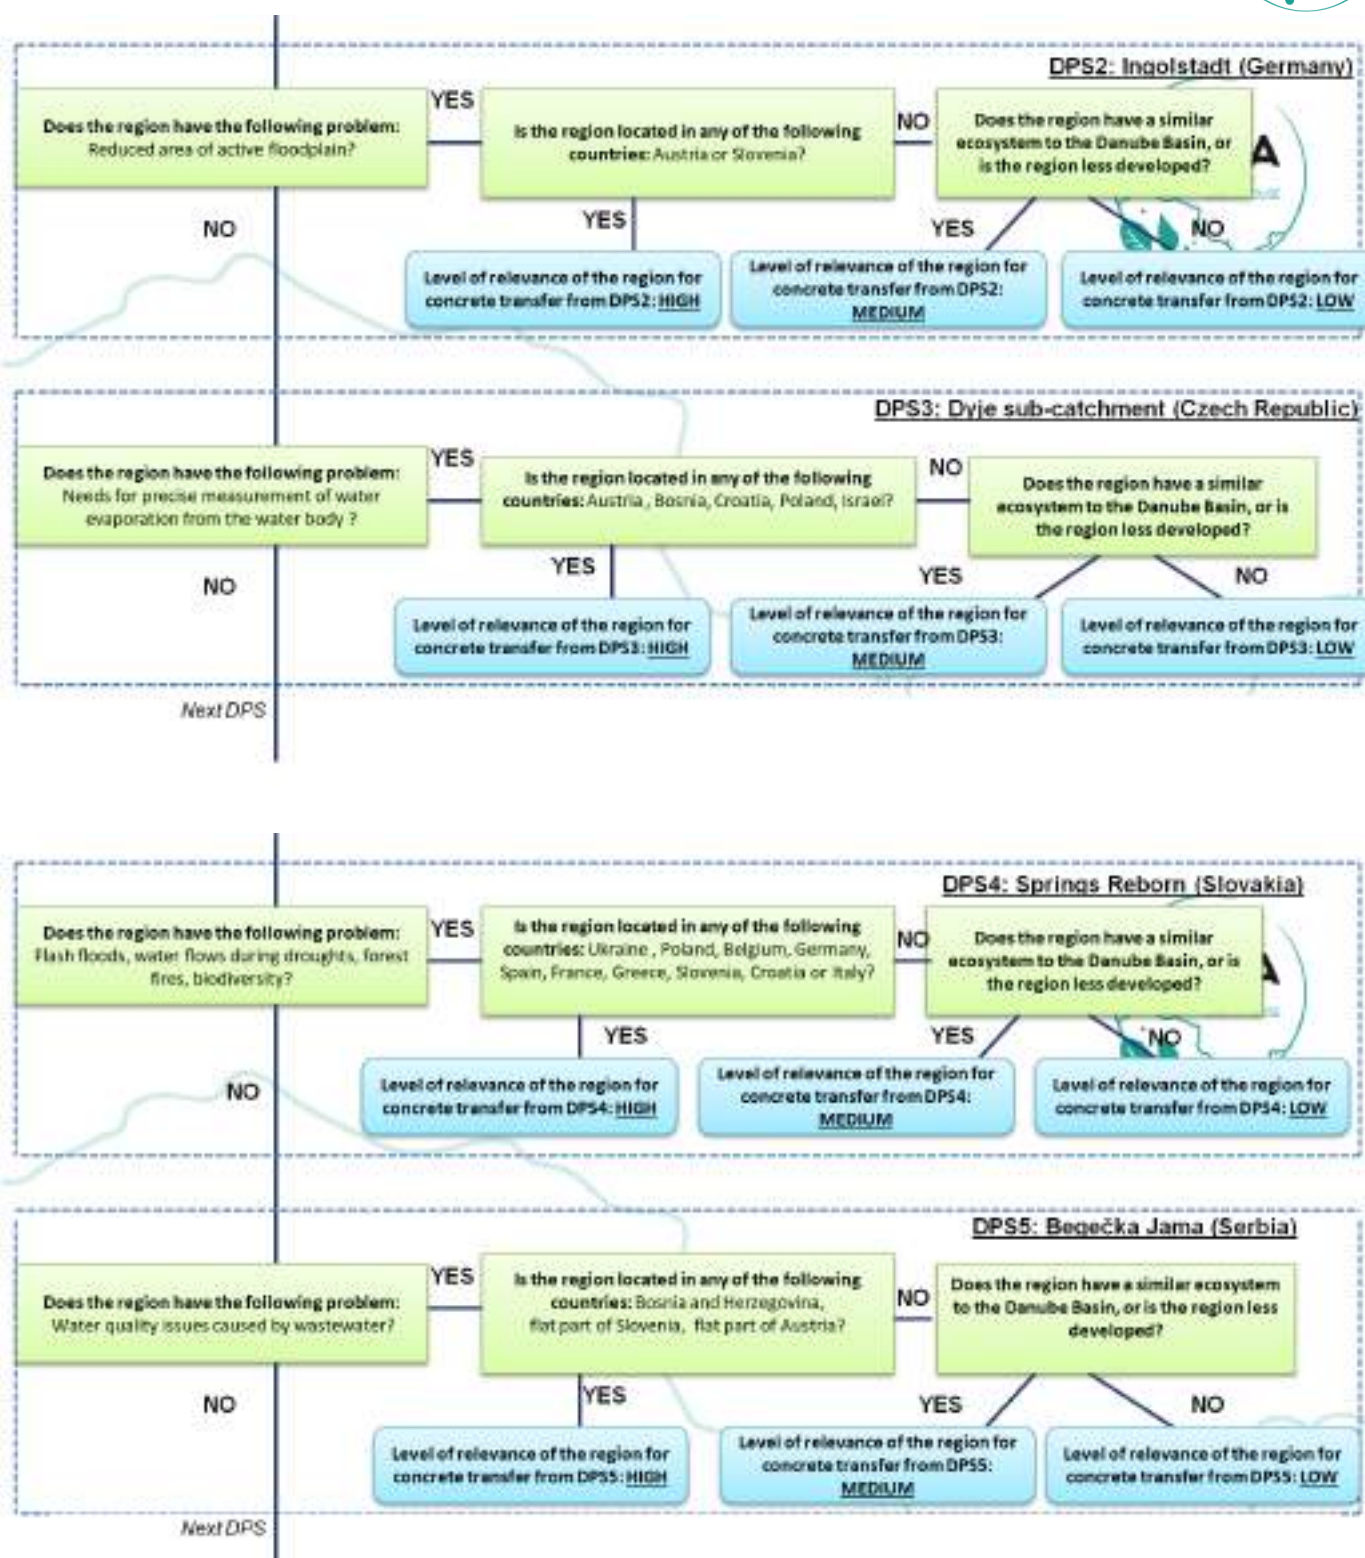 DPS2: Ingolstadt (Germany)
Does the region have the following problem:
Reduced area of active floodplain?
YES
Is the region located in any of the following
countries: Austria or Slovenia?
NO
Does the region have a similar
ecosystem to the Danube Basin, or
is the region less developed?
A
NO
YES
YES
NO
Level of relevance of the region for
concrete transfer from DPS2: HIGH
Level of relevance of the region for
concrete transfer from DPS2:
MEDIUM
Level of relevance of the region for
concrete transfer from DPS2: LOW
DPS3: Dyje sub-catchment (Czech Republic)
Does the region have the following problem:
Needs for precise measurement of water
evaporation from the water body ?
YES
Is the region located in any of the following
countries: Austria , Bosnia, Croatia, Poland, Israel?
NO
Does the region have a similar
ecosystem to the Danube Basin, or is
the region less developed?
NO
YES
YES
NO
Level of relevance of the region for
concrete transfer from DPS3: HIGH
Level of relevance of the region for
concrete transfer from DPS3:
MEDIUM
Level of relevance of the region for
concrete transfer from DPS3: LOW
Next DPS
DPS4: Springs Reborn (Slovakia)
Does the region have the following problem:
Flash floods, water flows during droughts, forest
fires, biodiversity?
YES
Is the region located in any of the following
countries: Ukraine , Poland, Belgium, Germany,
Spain, France, Greece, Slovenia, Croatia or Italy?
NO
Does the region have a similar
ecosystem to the Danube Basin, or is
the region less developed?
A
NO
YES
YES
NO
Level of relevance of the region for
concrete transfer from DPS4: HIGH
Level of relevance of the region for
concrete transfer from DPS4:
MEDIUM
Level of relevance of the region for
concrete transfer from DPS4: LOW
DPS5: Begečka Jama (Serbia)
Does the region have the following problem:
Water quality issues caused by wastewater?
YES
Is the region located in any of the following
countries: Bosnia and Herzegovina,
flat part of Slovenia, flat part of Austria?
NO
Does the region have a similar ecosystem
to the Danube Basin, or is the region less
developed?
NO
YES
YES
NO
Level of relevance of the region for
concrete transfer from DPS5: HIGH
Level of relevance of the region for
concrete transfer from DPS5:
MEDIUM
Level of relevance of the region for
concrete transfer from DPS5: LOW
Next DPS